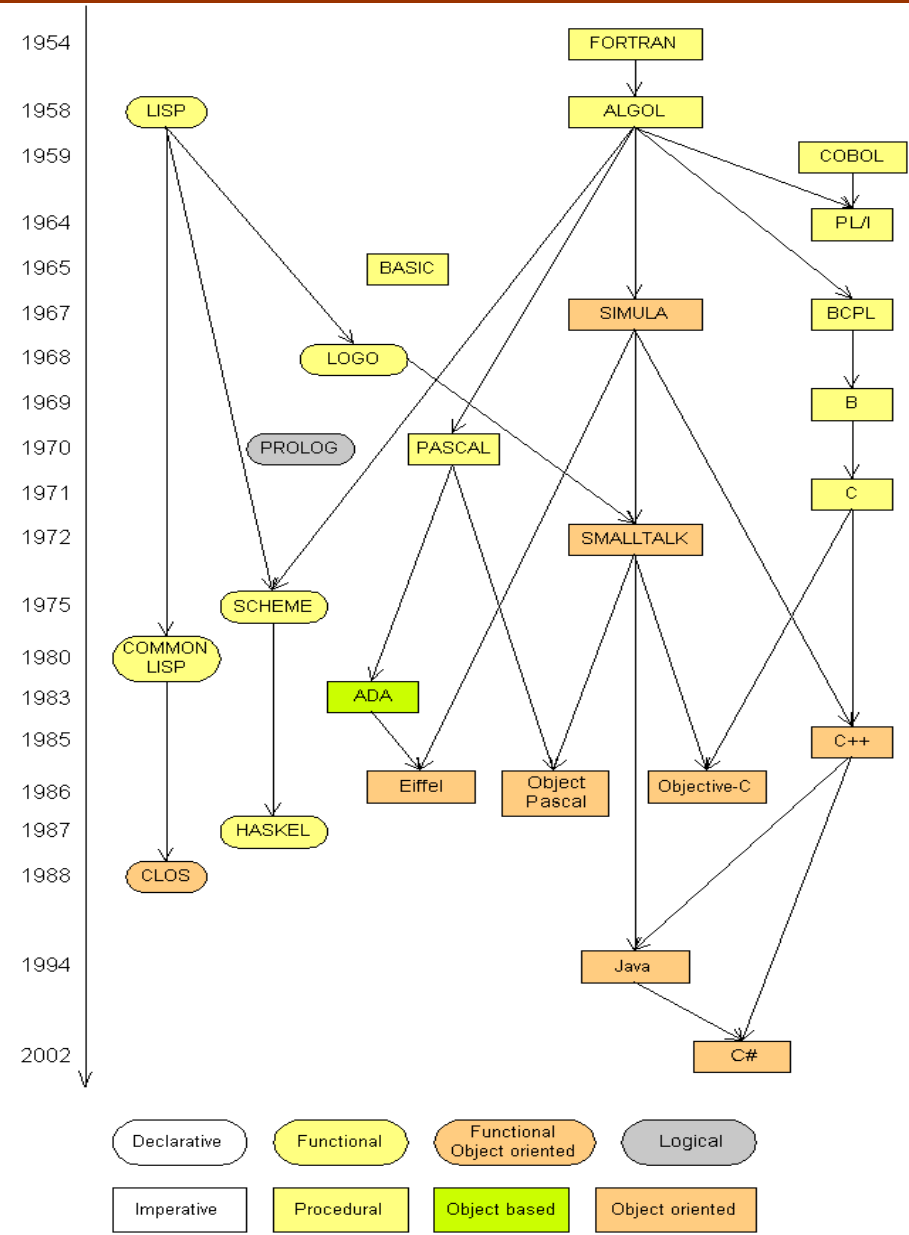 1954
FORTRAN
1958
LISP
ALGOL
1959
COBOL
1964
PL/I
1965
BASIC
1967
SIMULA
BCPL
1968
LOGO
1969
B
1970
PROLOG
PASCAL
1971
C
1972
SMALLTALK
1975
SCHEME
1980
COMMON
LISP
1983
ADA
1985
C++
1986
Eiffel
Object
Pascal
Objective-C
1987
HASKEL
1988
CLOS
1994
Java
2002
C#
Declarative
Functional
Functional
Object oriented
Logical
Imperative
Procedural
Object based
Object oriented